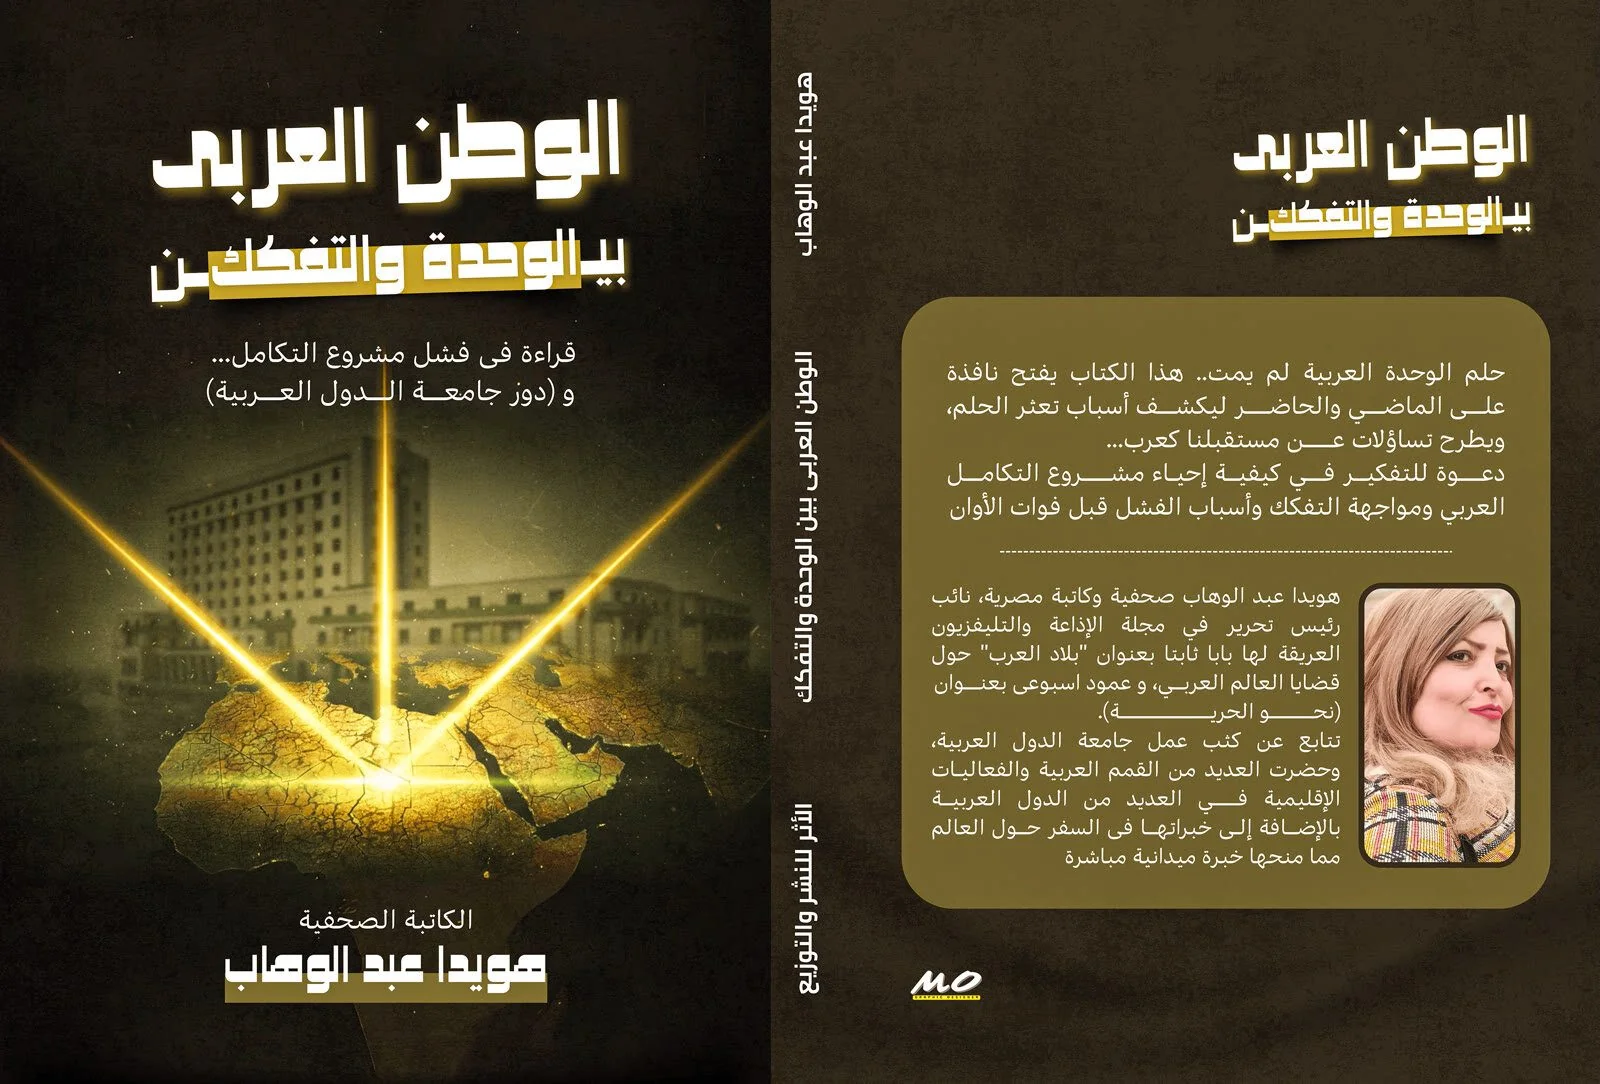 الوطن العربى
بين الوحدة والتفكك
قراءة فى فشل مشروع التكامل...
و (دوز جامعة الدول العربية)
الكاتبة الصحفية
هويدا عبد الوهاب
هويدا عبد الوهاب
الوطن العربى بين الوحدة والتفكك
الأثر للنشر والتوزيع
الوطن العربى
بين الوحدة والتفكك
حلم الوحدة العربية لم يمت.. هذا الكتاب يفتح نافذة
على الماضي والحاضر ليكشف أسباب تعثر الحلم،
ويطرح تساؤلات عن مستقبلنا كعرب...
دعوة للتفكير في كيفية إحياء مشروع التكامل
العربي ومواجهة التفكك وأسباب الفشل قبل فوات الأوان
هويدا عبد الوهاب صحفية وكاتبة مصرية، نائب
رئيس تحرير في مجلة الإذاعة والتليفزيون
العريقة لها بابا ثابتا بعنوان "بلاد العرب" حول
قضايا العالم العربي، و عمود اسبوعى بعنوان
(نحو الحرية).
تتابع عن كثب عمل جامعة الدول العربية،
وحضرت العديد من القمم العربية والفعاليات
الإقليمية في العديد من الدول العربية
بالإضافة إلى خبراتها فى السفر حول العالم
مما منحها خبرة ميدانية مباشرة
MO
GRAPHIC DESIGNER